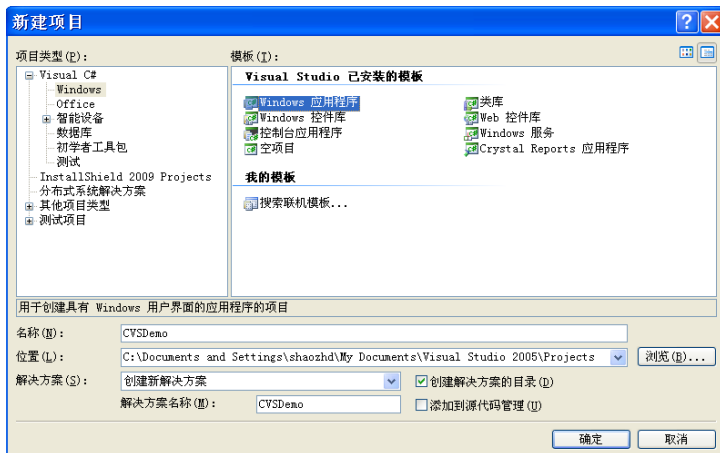 新建项目
项目类型(P):
模板(T):
Visual C#
Windows
Office
智能设备
数据库
初学者工具包
测试
InstallShield 2009 Projects
分布式系统解决方案
其他项目类型
测试项目
Visual Studio 已安装的模板
Windows 应用程序
类库
Windows 控件库
Web 控件库
控制台应用程序
Windows 服务
空项目
Crystal Reports 应用程序
我的模板
搜索联机模板...
用于创建具有 Windows 用户界面的应用程序的项目
名称(N):
CVSDemo
位置(L):
C:\Documents and Settings\shaozhd\My Documents\Visual Studio 2005\Projects
浏览(B)...
解决方案(S):
创建新解决方案
创建解决方案的目录(D)
解决方案名称(M):
CVSDemo
添加到源代码管理(U)
确定
取消